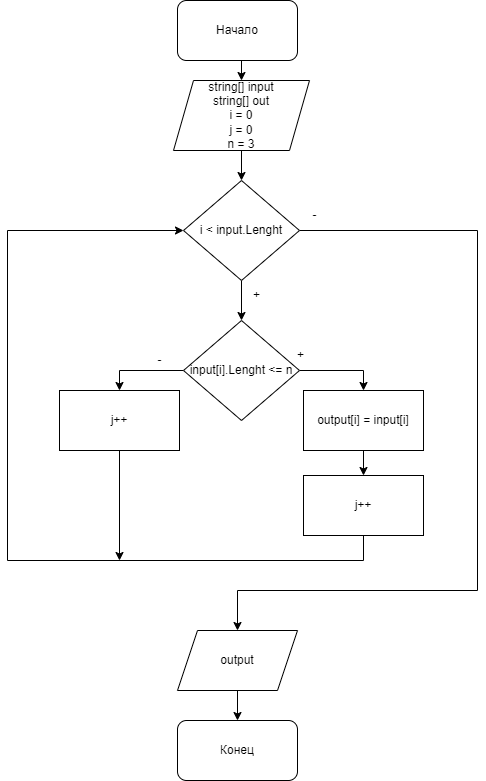 Начало
string[] input
string[] out
i = 0
j = 0
n = 3
i < input.Lenght
-
+
input[i].Lenght <= n
-
+
j++
output[i] = input[i]
j++
output
Конец